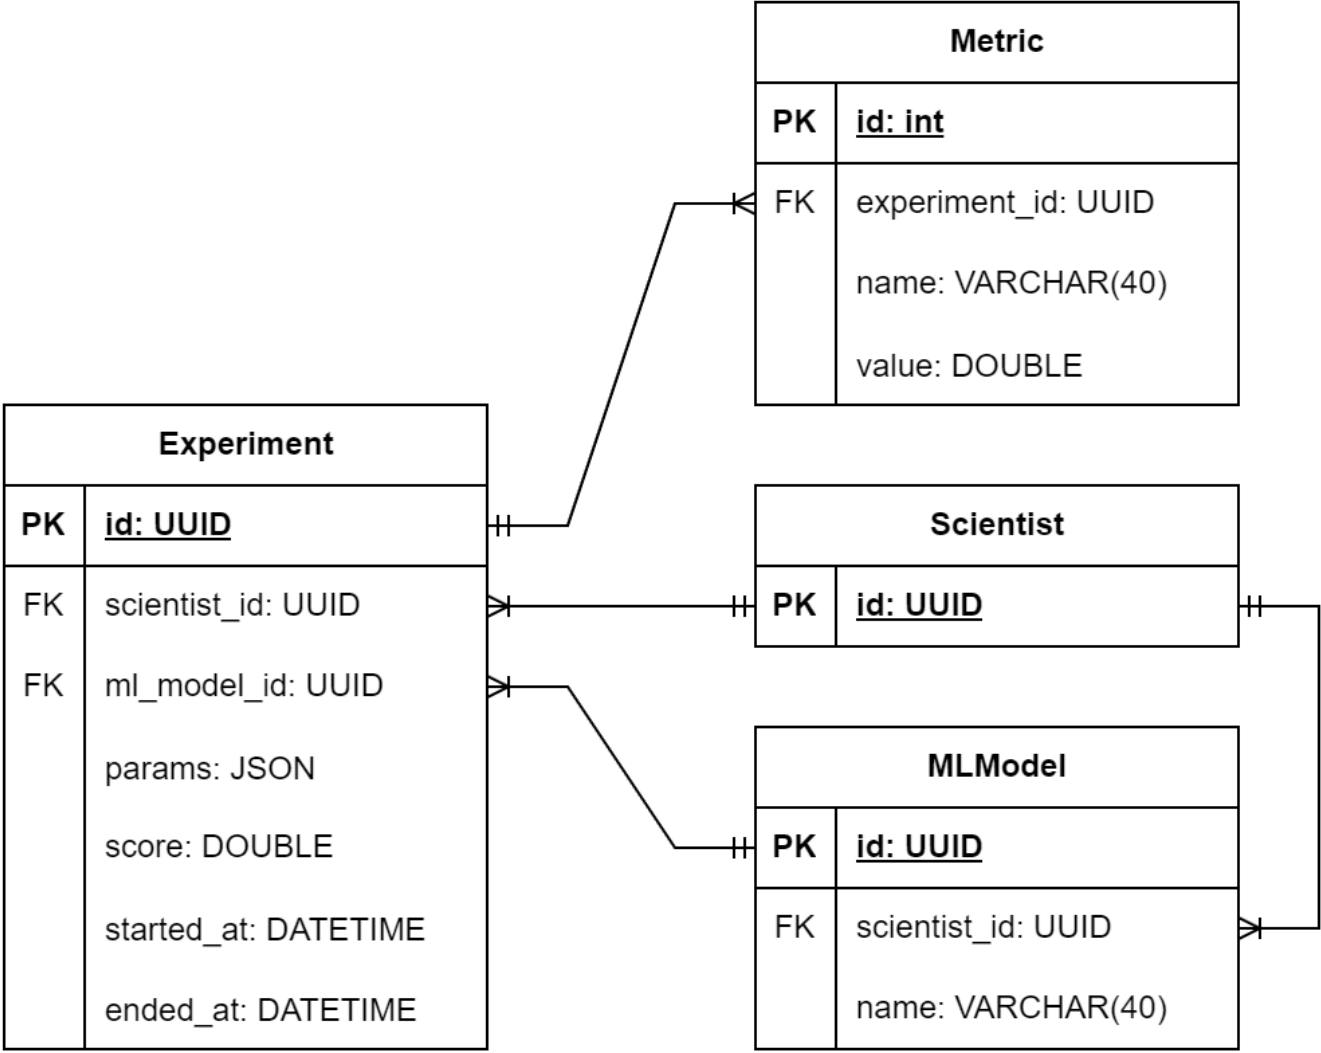 Metric
PK id: int
FK experiment_id: UUID
name: VARCHAR(40)
value: DOUBLE
Experiment
PK id: UUID
FK scientist_id: UUID
FK ml_model_id: UUID
params: JSON
score: DOUBLE
started_at: DATETIME
ended_at: DATETIME
Scientist
PK id: UUID
MLModel
PK id: UUID
FK scientist_id: UUID
name: VARCHAR(40)